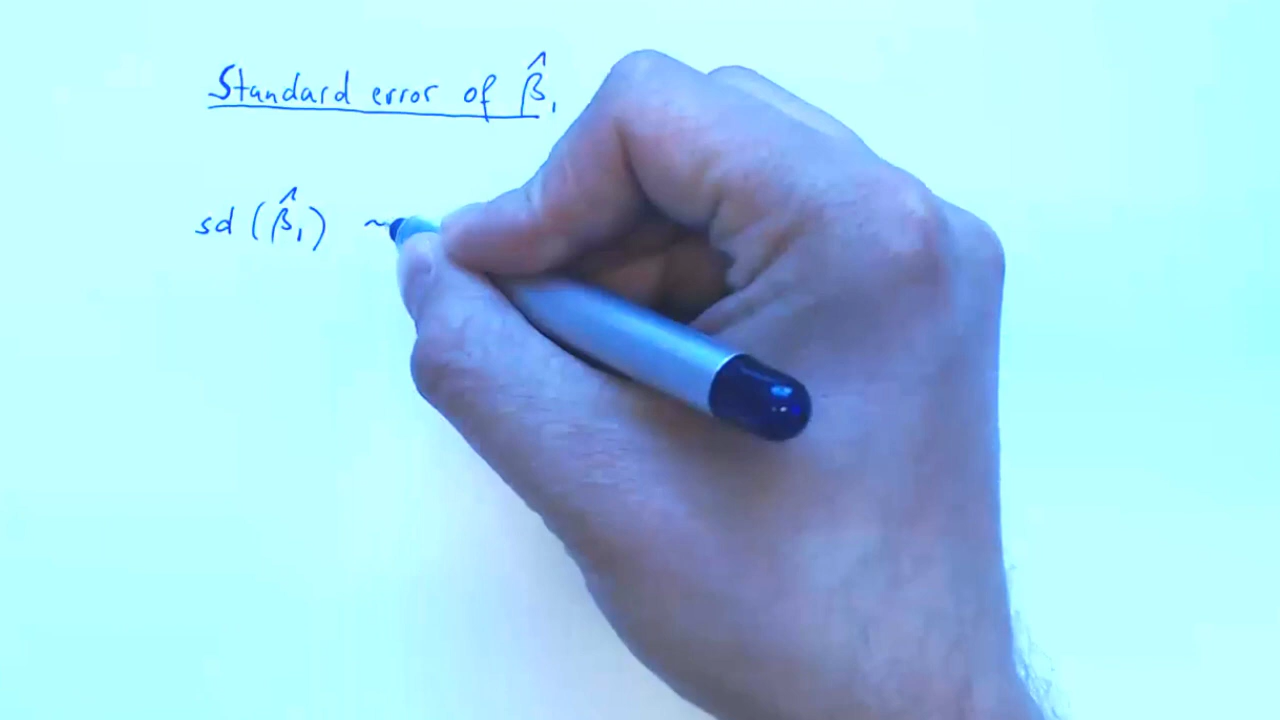 Standard error of β̂₁
sd (β̂₁) ~